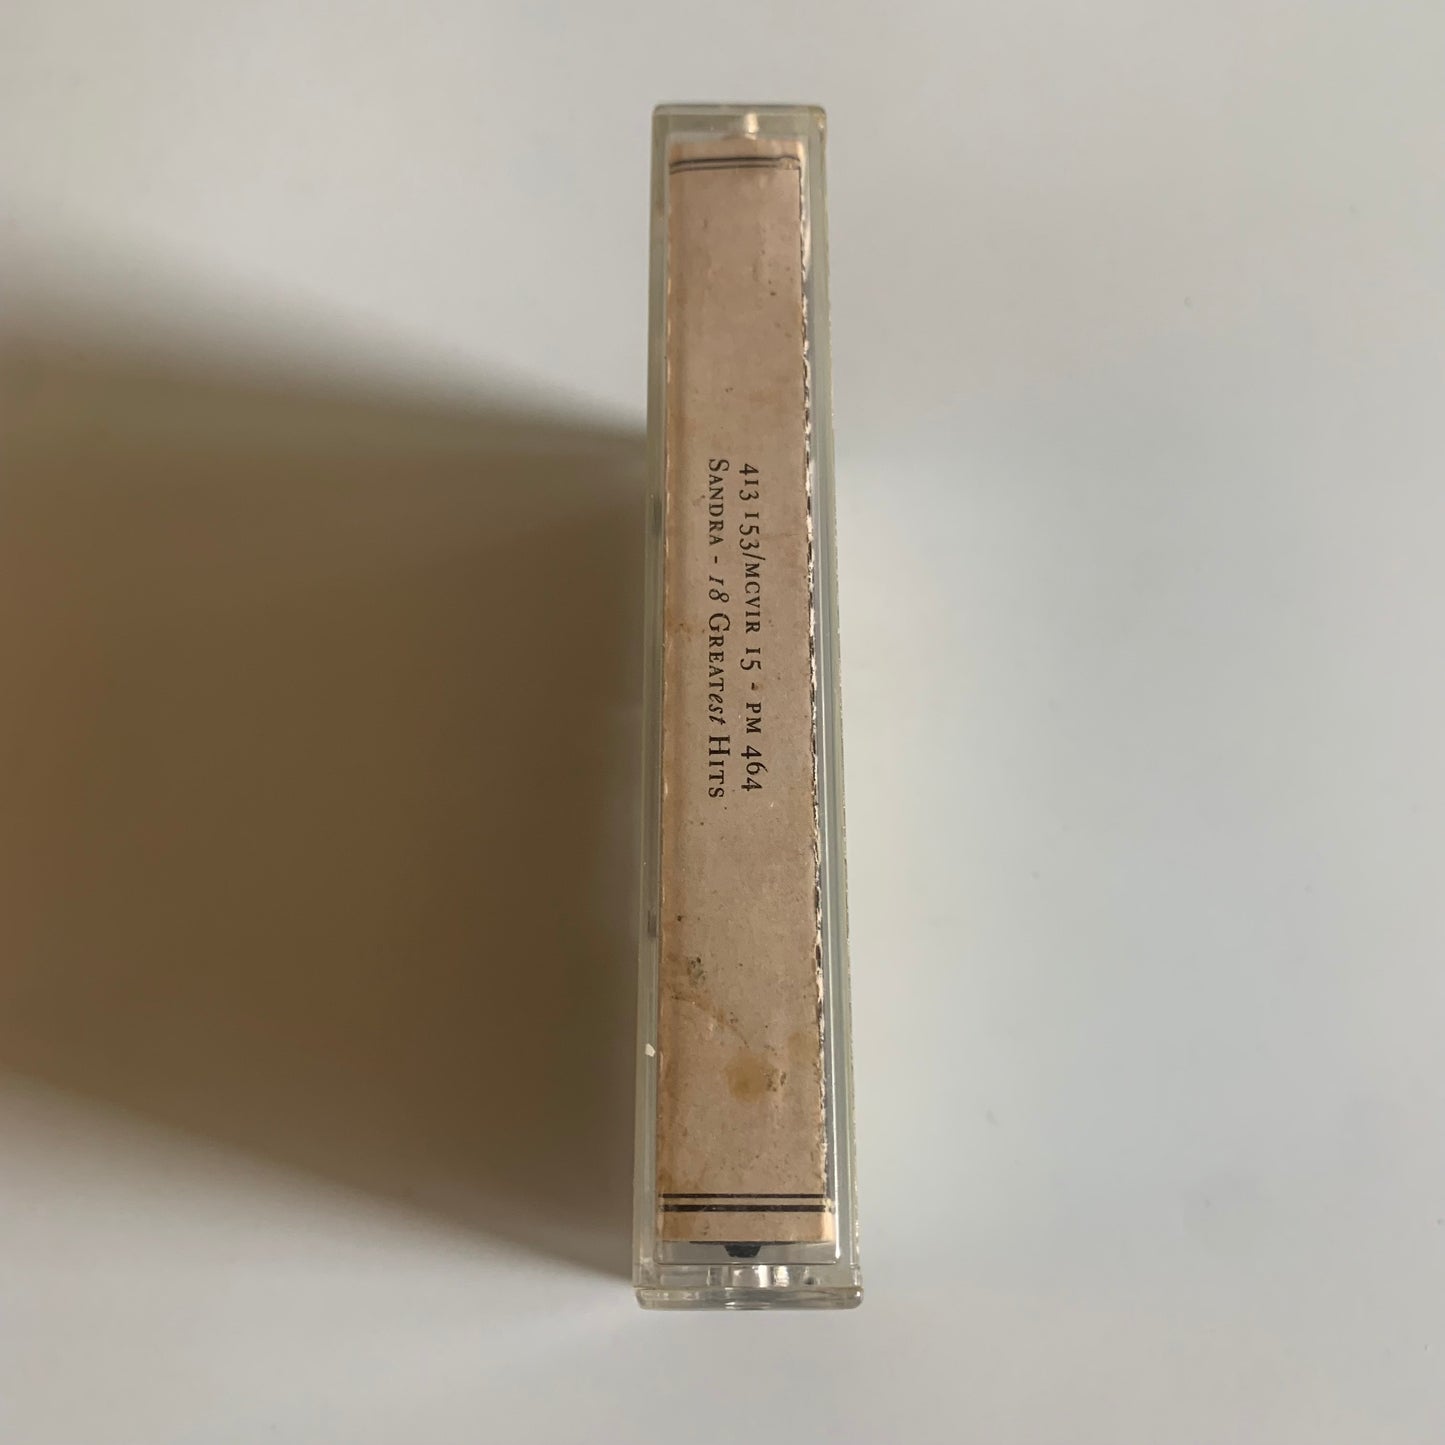 413 153/MCVIR 15 - PM 464
SANDRA - 18 GREATest HITS